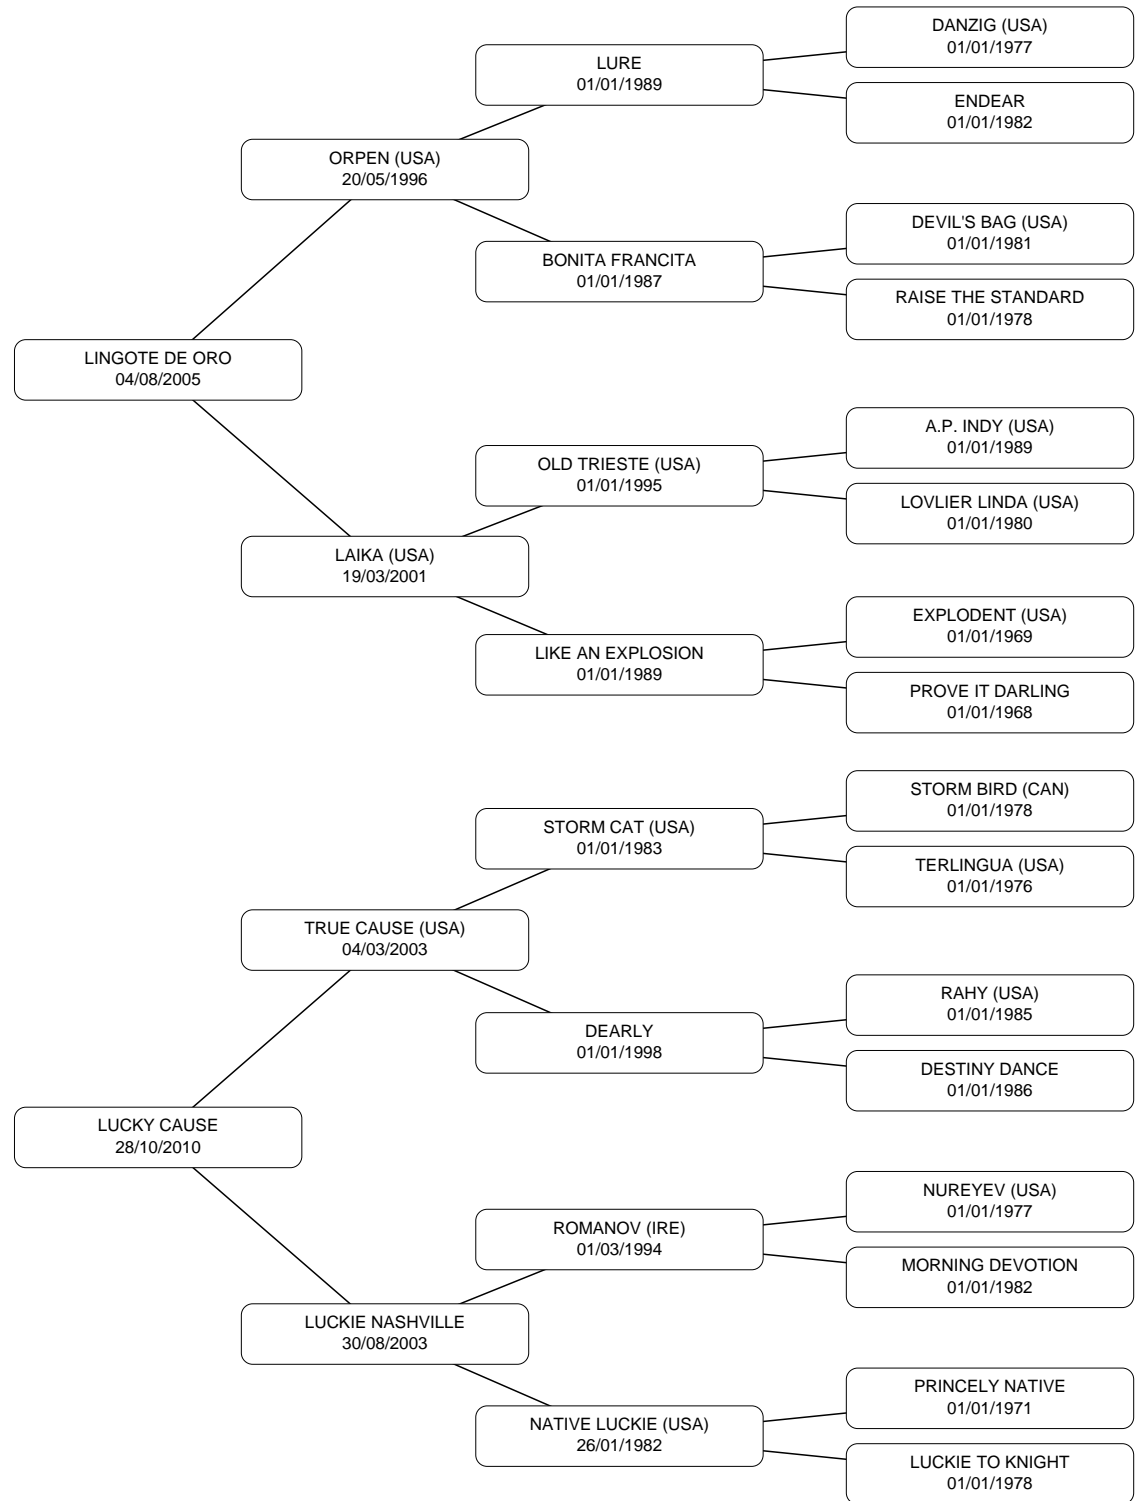 DANZIG (USA)
01/01/1977
LURE
01/01/1989
ENDEAR
01/01/1982
ORPEN (USA)
20/05/1996
DEVIL'S BAG (USA)
01/01/1981
BONITA FRANCITA
01/01/1987
RAISE THE STANDARD
01/01/1978
LINGOTE DE ORO
04/08/2005
A.P. INDY (USA)
01/01/1989
OLD TRIESTE (USA)
01/01/1995
LOVLIER LINDA (USA)
01/01/1980
LAIKA (USA)
19/03/2001
EXPLODENT (USA)
01/01/1969
LIKE AN EXPLOSION
01/01/1989
PROVE IT DARLING
01/01/1968
STORM BIRD (CAN)
01/01/1978
STORM CAT (USA)
01/01/1983
TERLINGUA (USA)
01/01/1976
TRUE CAUSE (USA)
04/03/2003
RAHY (USA)
01/01/1985
DEARLY
01/01/1998
DESTINY DANCE
01/01/1986
LUCKY CAUSE
28/10/2010
NUREYEV (USA)
01/01/1977
ROMANOV (IRE)
01/03/1994
MORNING DEVOTION
01/01/1982
LUCKIE NASHVILLE
30/08/2003
PRINCELY NATIVE
01/01/1971
NATIVE LUCKIE (USA)
26/01/1982
LUCKIE TO KNIGHT
01/01/1978